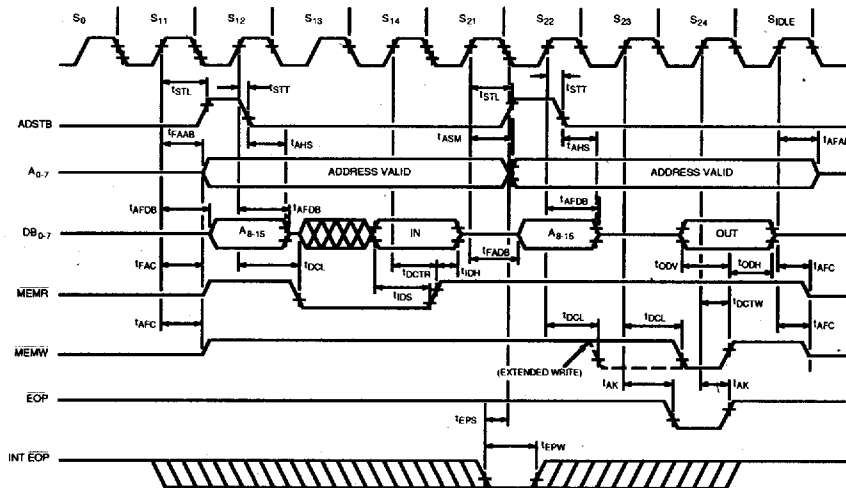 S0 S11 S12 S13 S14 S21 S22 S23 S24 SIDLE
tSTL tSTT tSTL tSTT
ADSTB
tFAAB tAHS tASM tAHS
A0-7 ADDRESS VALID ADDRESS VALID
tAFDB tAFDB tAFDB
DB0-7 A8-15 IN A8-15 OUT
tFAC tDCL tDCTR tIDH tFADB tODV tODH tAFC
MEMR tIDS tDCTW
tAFC tDCL tDCL tAFC
MEMW
(EXTENDED WRITE)
tAK tAK
EOP
tEPS
tEPW
INT EOP